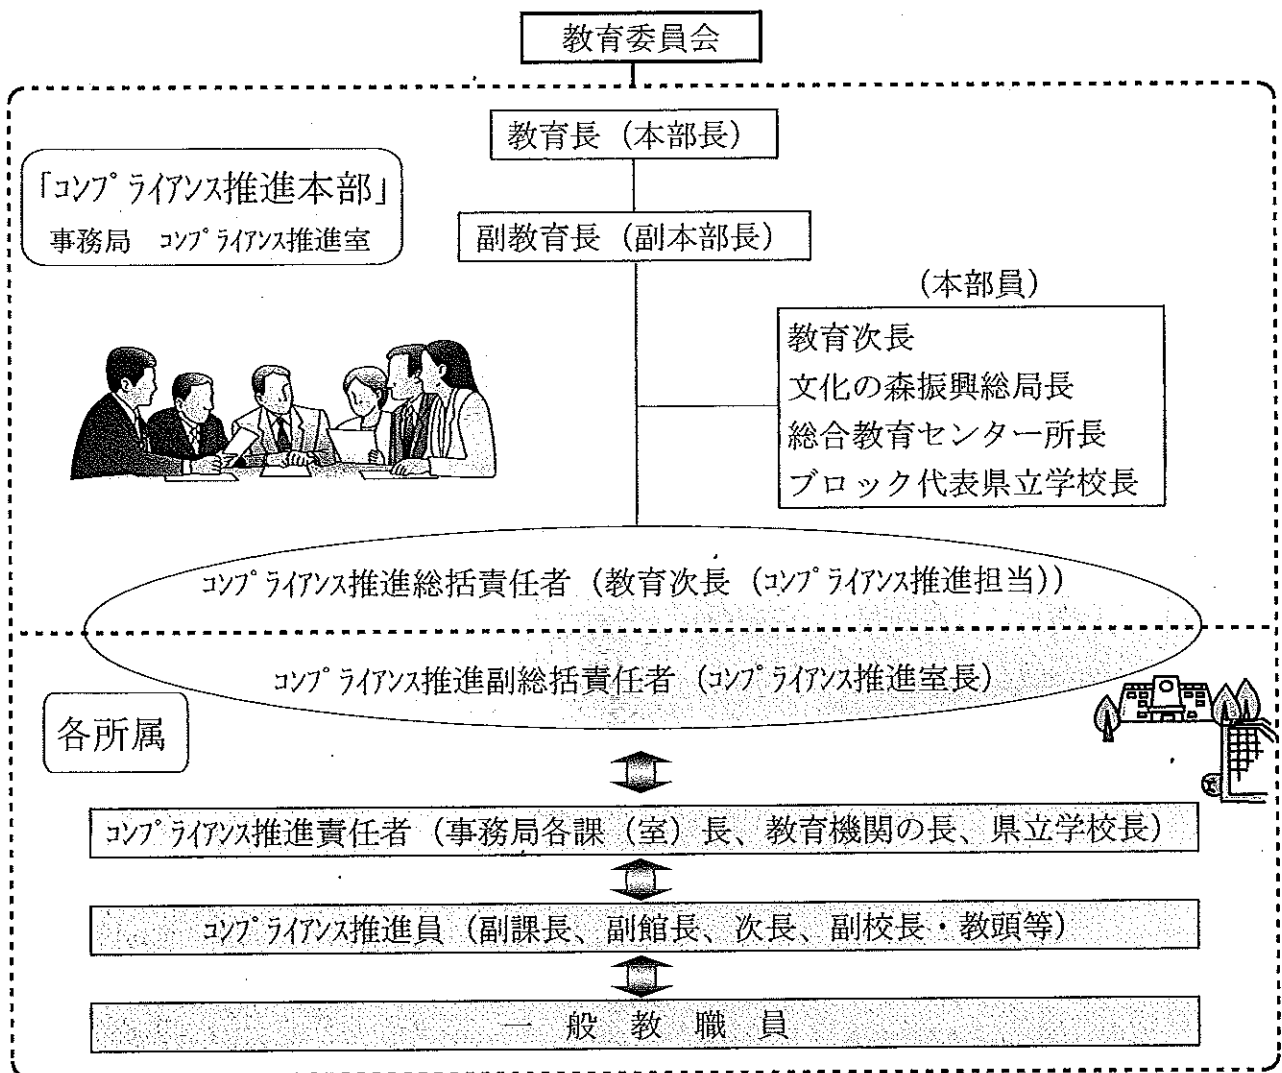 教育委員会
教育長（本部長）
「コンプライアンス推進本部」
事務局　コンプライアンス推進室
副教育長（副本部長）
（本部員）
教育次長
文化の森振興総局長
総合教育センター所長
ブロック代表県立学校長
コンプライアンス推進総括責任者（教育次長（コンプライアンス推進担当））
コンプライアンス推進副総括責任者（コンプライアンス推進室長）
各所属
コンプライアンス推進責任者（事務局各課（室）長、教育機関の長、県立学校長）
コンプライアンス推進員（副課長、副館長、次長、副校長・教頭等）
一般教職員